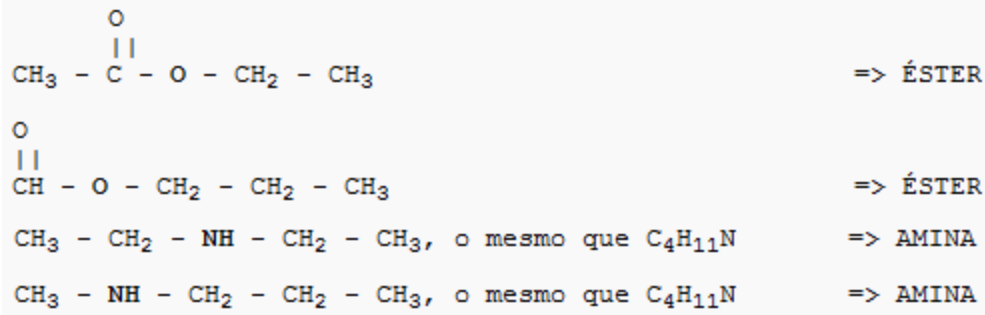 O
||
CH₃ – C – O – CH₂ – CH₃ => ÉSTER
O
||
CH – O – CH₂ – CH₂ – CH₃ => ÉSTER
CH₃ – CH₂ – NH – CH₂ – CH₃, o mesmo que C₄H₁₁N => AMINA
CH₃ – NH – CH₂ – CH₂ – CH₃, o mesmo que C₄H₁₁N => AMINA